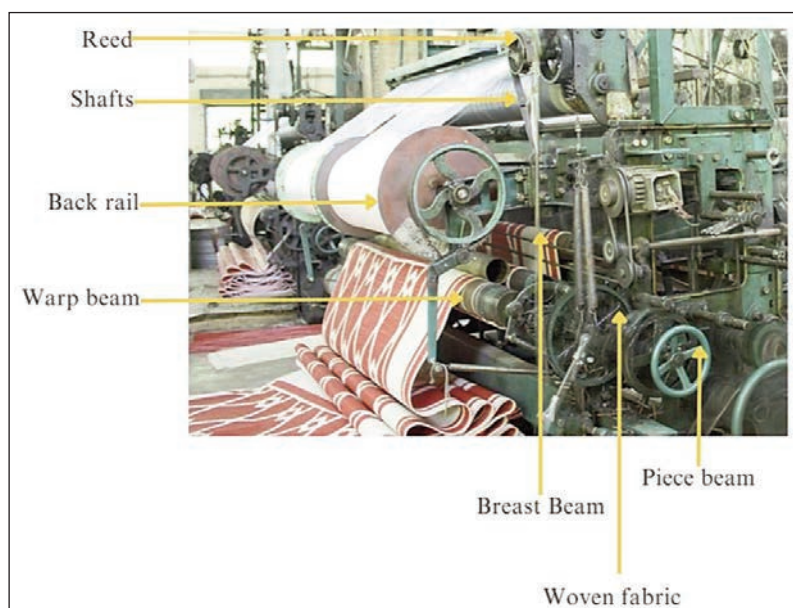 Reed
Shafts
Back rail
Warp beam
Piece beam
Breast Beam
Woven fabric